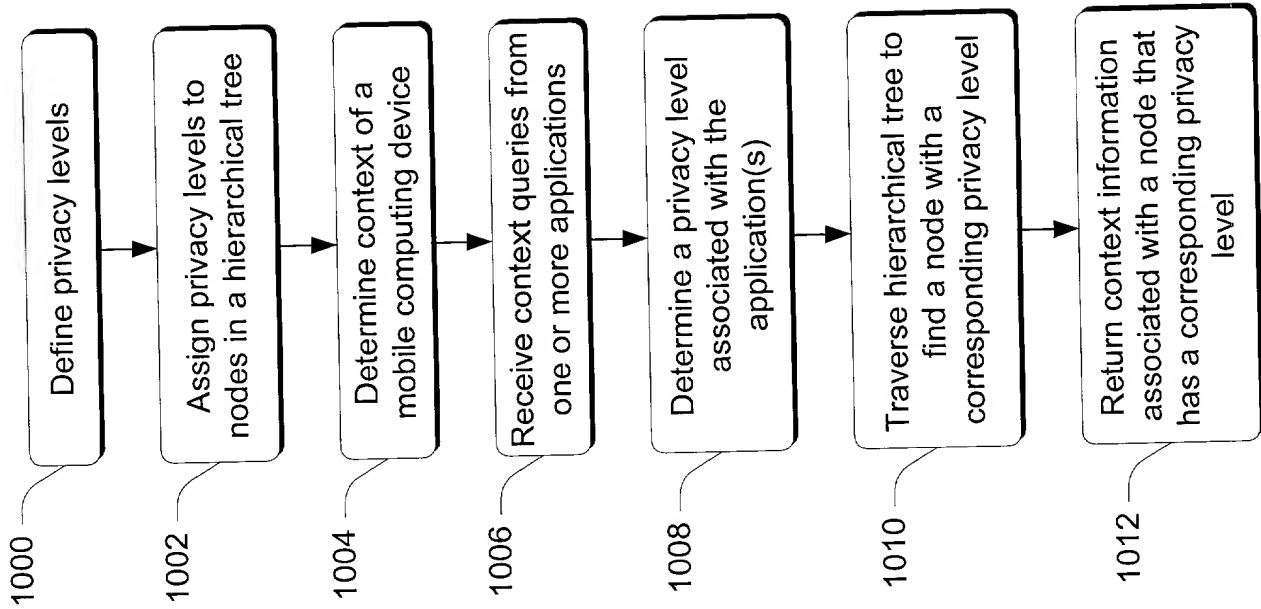 1000
Define privacy levels
1002
Assign privacy levels to
nodes in a hierarchical tree
1004
Determine context of a
mobile computing device
1006
Receive context queries from
one or more applications
1008
Determine a privacy level
associated with the
application(s)
1010
Traverse hierarchical tree to
find a node with a
corresponding privacy level
1012
Return context information
associated with a node that
has a corresponding privacy
level